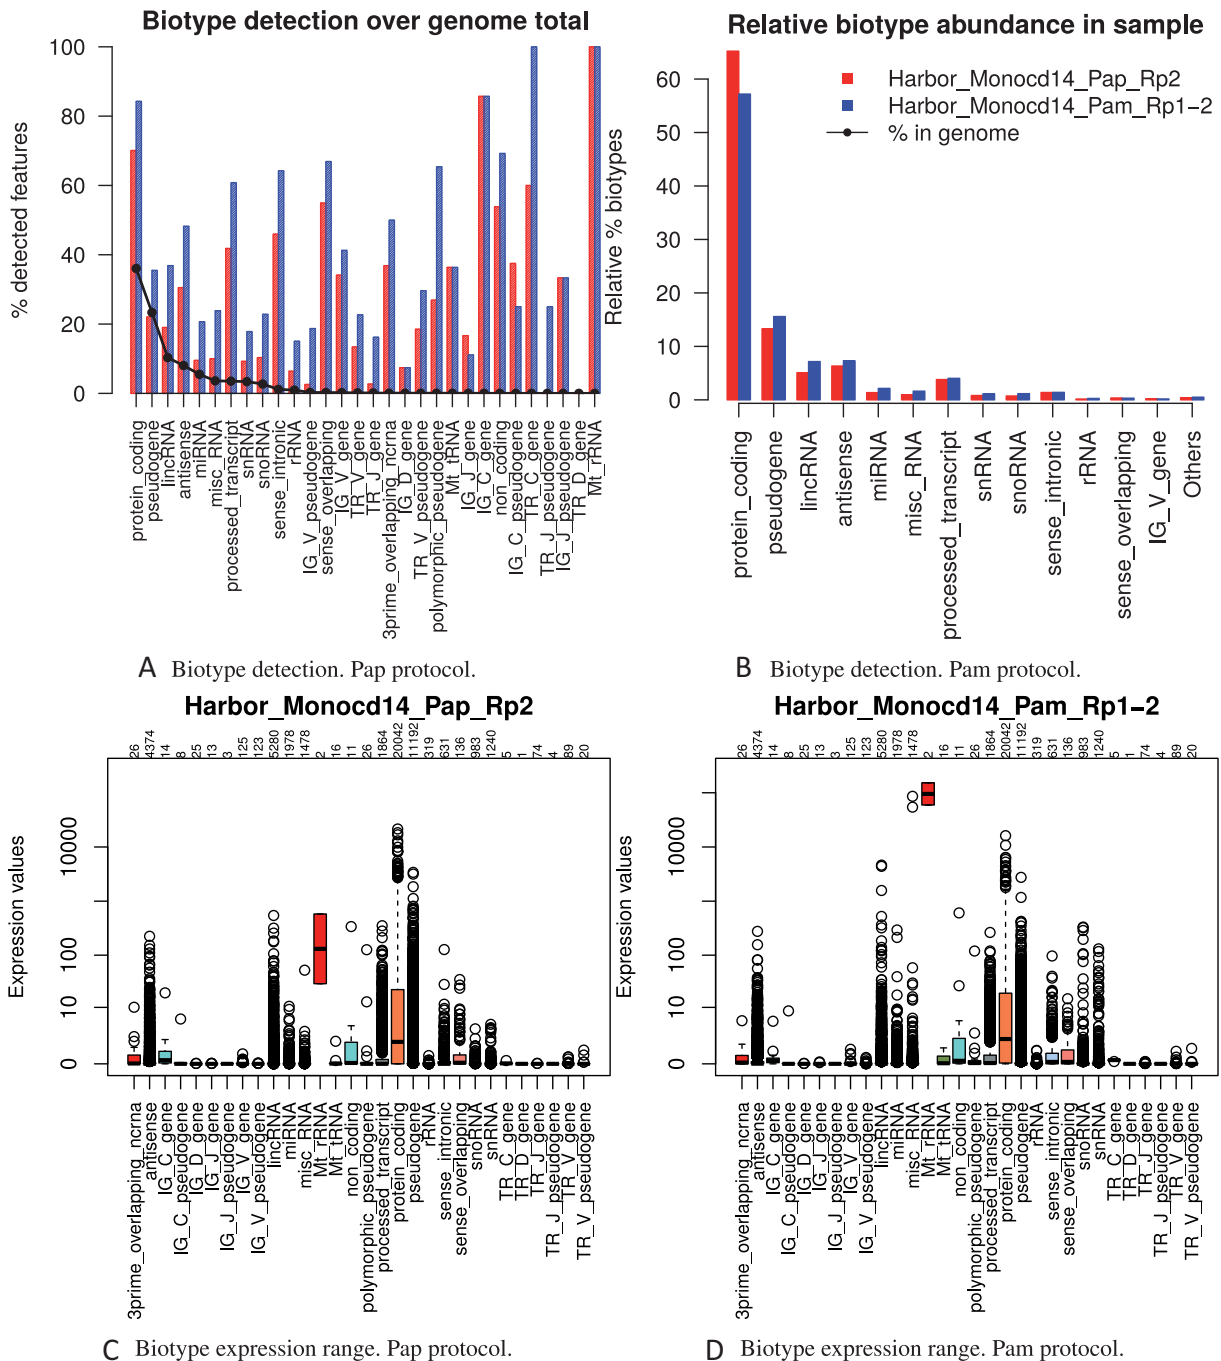 Biotype detection over genome total
% detected features
100
80
60
40
20
0
protein_coding
pseudogene
lincRNA
antisense
miRNA
misc_RNA
processed_transcript
snRNA
snoRNA
sense_intronic
rRNA
IG_V_pseudogene
sense_overlapping
IG_V_gene
TR_V_gene
TR_J_gene
3prime_overlapping_ncrna
IG_D_gene
TR_V_pseudogene
polymorphic_pseudogene
Mt_tRNA
IG_J_gene
IG_C_gene
non_coding
IG_C_pseudogene
TR_C_gene
TR_J_pseudogene
IG_J_pseudogene
TR_D_gene
Mt_rRNA
A Biotype detection. Pap protocol.
Relative biotype abundance in sample
Relative % biotypes
60
50
40
30
20
10
0
Harbor_Monocd14_Pap_Rp2
Harbor_Monocd14_Pam_Rp1-2
% in genome
protein_coding
pseudogene
lincRNA
antisense
miRNA
misc_RNA
processed_transcript
snRNA
snoRNA
sense_intronic
rRNA
sense_overlapping
IG_V_gene
Others
B Biotype detection. Pam protocol.
Harbor_Monocd14_Pap_Rp2
26
4374
14
8
25
13
3
125
123
5280
1978
1478
2
16
11
26
1864
20042
11192
319
631
136
983
1240
5
1
74
4
89
20
Expression values
10000
100
10
0
3prime_overlapping_ncrna
antisense
IG_C_gene
IG_C_pseudogene
IG_D_gene
IG_J_gene
IG_J_pseudogene
IG_V_gene
IG_V_pseudogene
lincRNA
miRNA
misc_RNA
Mt_rRNA
Mt_tRNA
non_coding
polymorphic_pseudogene
processed_transcript
protein_coding
pseudogene
rRNA
sense_intronic
sense_overlapping
snoRNA
snRNA
TR_C_gene
TR_D_gene
TR_J_gene
TR_J_pseudogene
TR_V_gene
TR_V_pseudogene
C Biotype expression range. Pap protocol.
Harbor_Monocd14_Pam_Rp1-2
26
4374
14
8
25
13
3
125
123
5280
1978
1478
2
16
11
26
1864
20042
11192
319
631
136
983
1240
5
1
74
4
89
20
Expression values
10000
100
10
0
3prime_overlapping_ncrna
antisense
IG_C_gene
IG_C_pseudogene
IG_D_gene
IG_J_gene
IG_J_pseudogene
IG_V_gene
IG_V_pseudogene
lincRNA
miRNA
misc_RNA
Mt_rRNA
Mt_tRNA
non_coding
polymorphic_pseudogene
processed_transcript
protein_coding
pseudogene
rRNA
sense_intronic
sense_overlapping
snoRNA
snRNA
TR_C_gene
TR_D_gene
TR_J_gene
TR_J_pseudogene
TR_V_gene
TR_V_pseudogene
D Biotype expression range. Pam protocol.